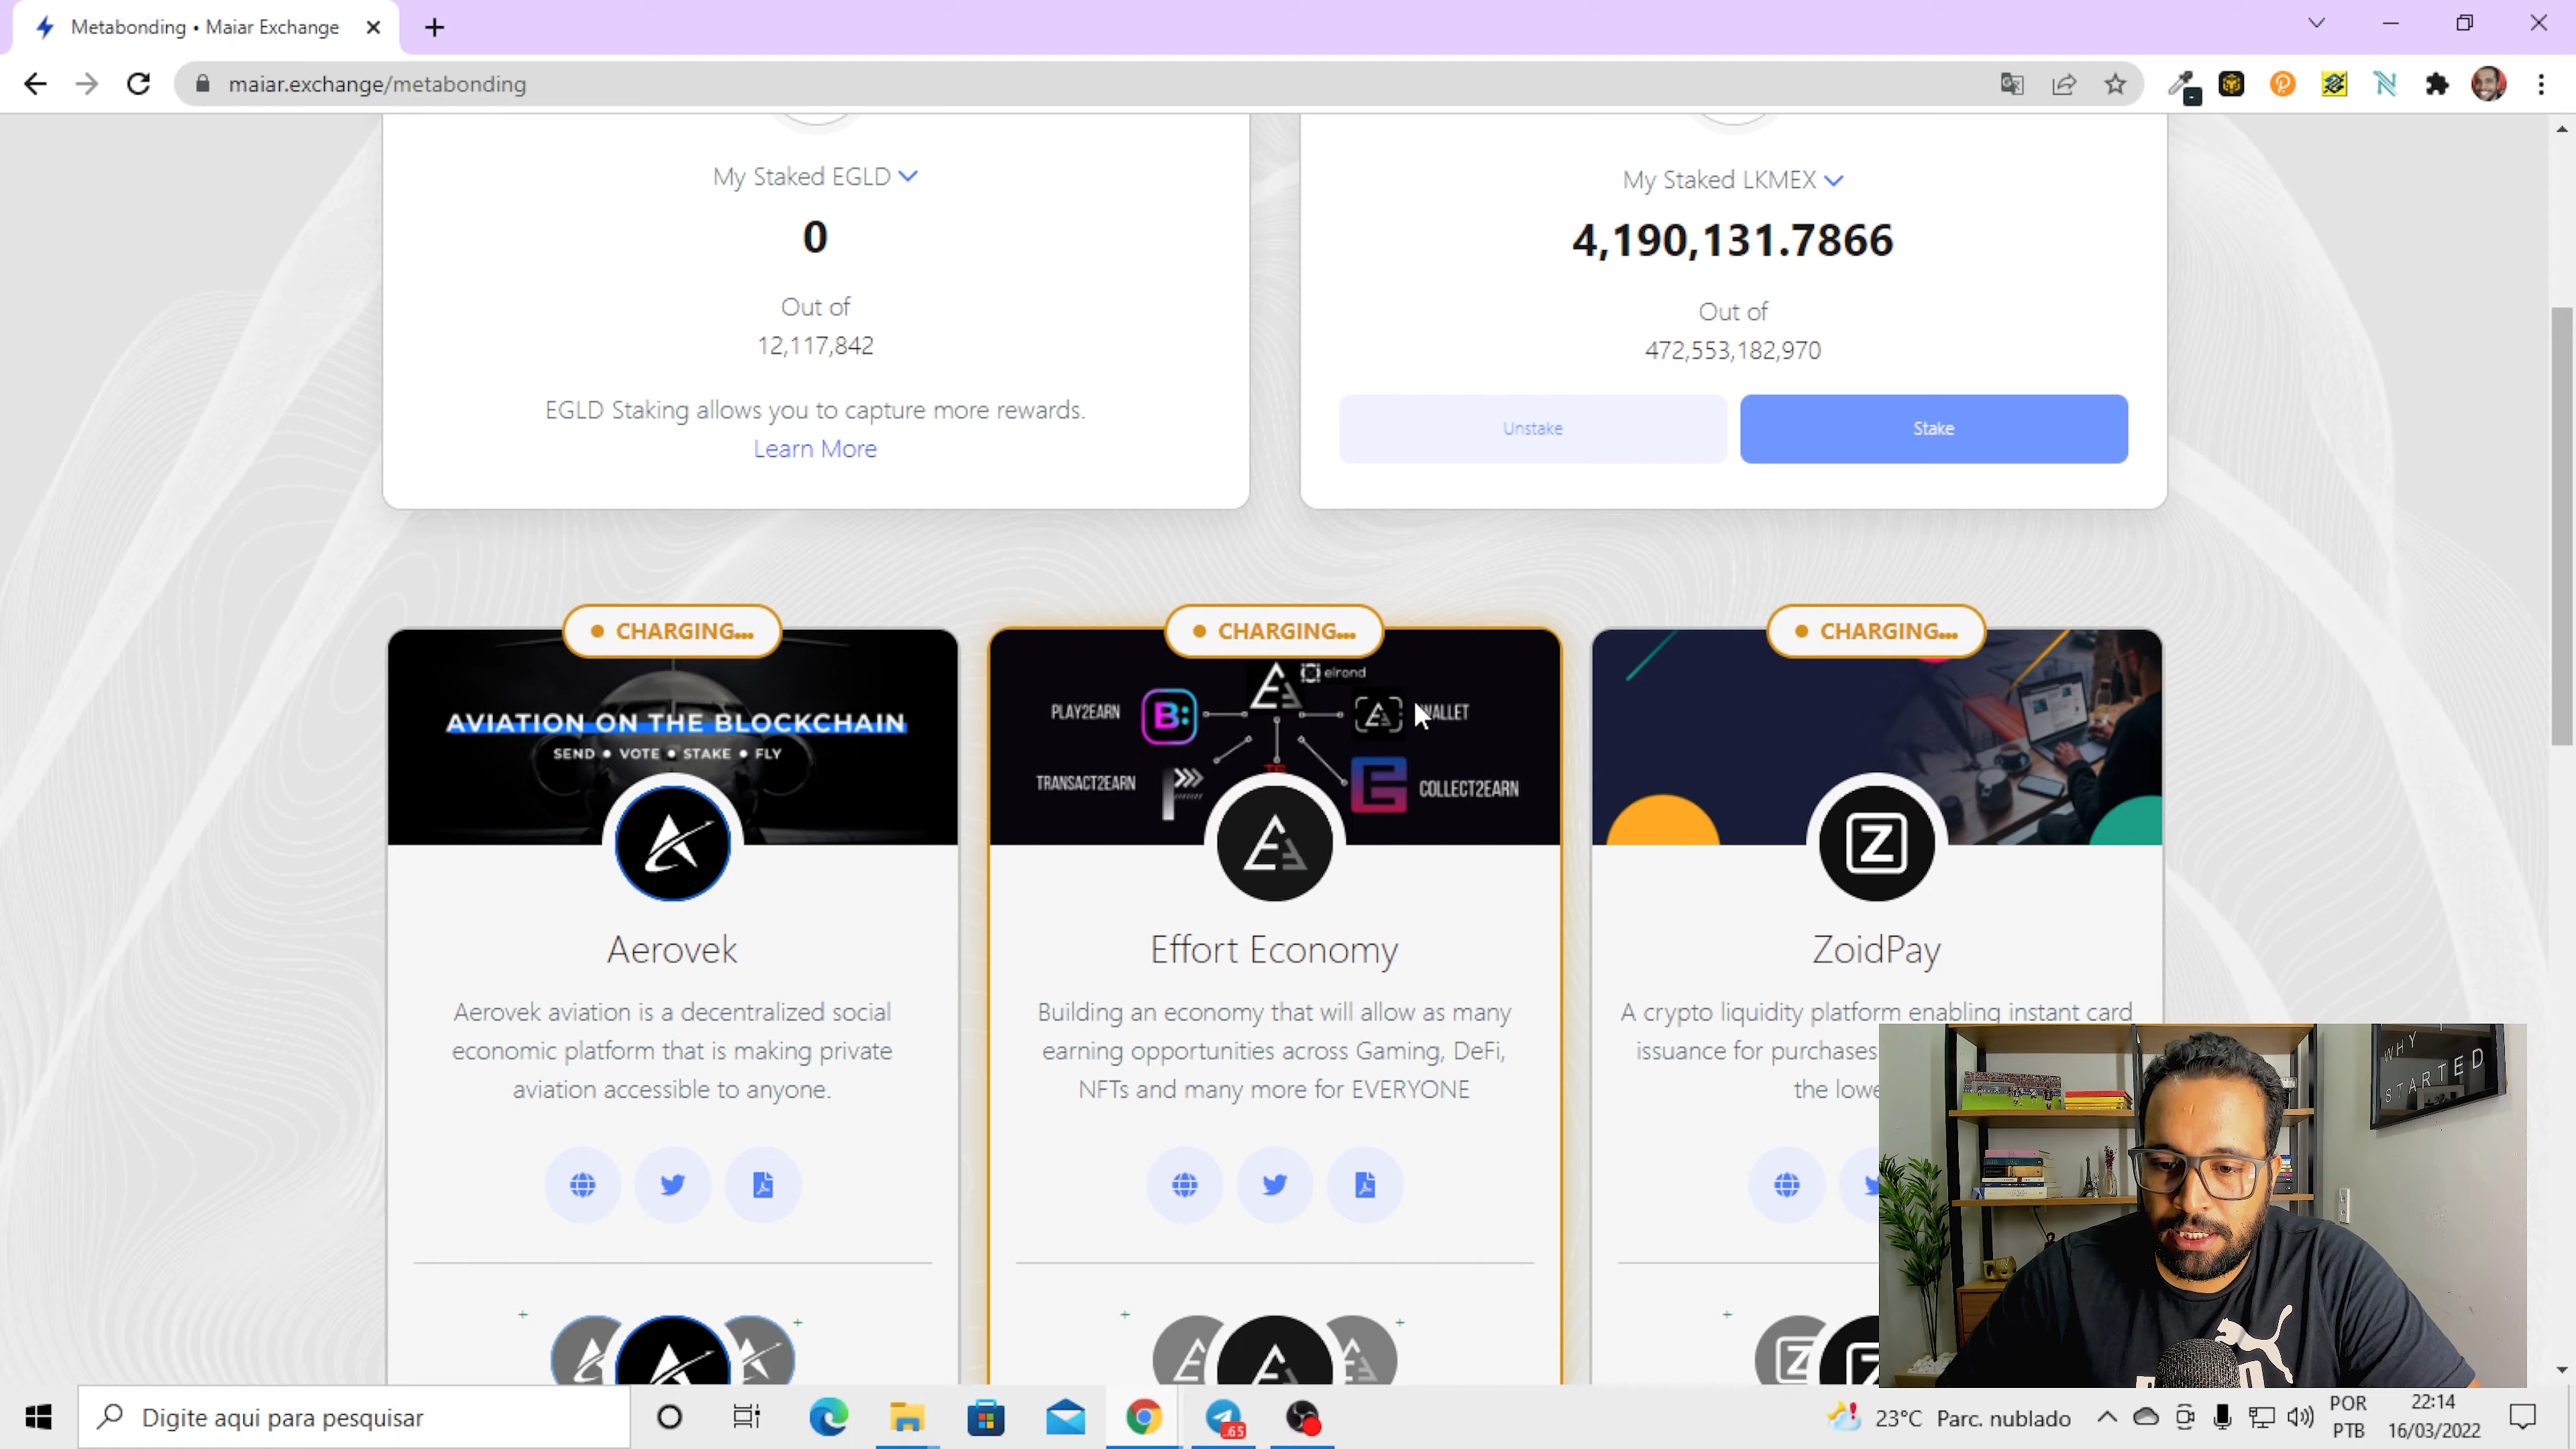 Metabonding • Maiar Exchange
maiar.exchange/metabonding
My Staked EGLD
0
Out of
12,117,842
EGLD Staking allows you to capture more rewards.
Learn More
My Staked LKMEX
4,190,131.7866
Out of
472,553,182,970
Unstake
Stake
CHARGING...
AVIATION ON THE BLOCKCHAIN
SEND • VOTE • STAKE • FLY
Aerovek
Aerovek aviation is a decentralized social
economic platform that is making private
aviation accessible to anyone.
CHARGING...
elrond
PLAY2EARN
B:
WALLET
TRANSACT2EARN
COLLECT2EARN
Effort Economy
Building an economy that will allow as many
earning opportunities across Gaming, DeFi,
NFTs and many more for EVERYONE
CHARGING...
Z
ZoidPay
A crypto liquidity platform enabling instant card
issuance for purchases
the lowe
WHY I
STARTED
Digite aqui para pesquisar
..65
23°C Parc. nublado
POR
PTB
22:14
16/03/2022